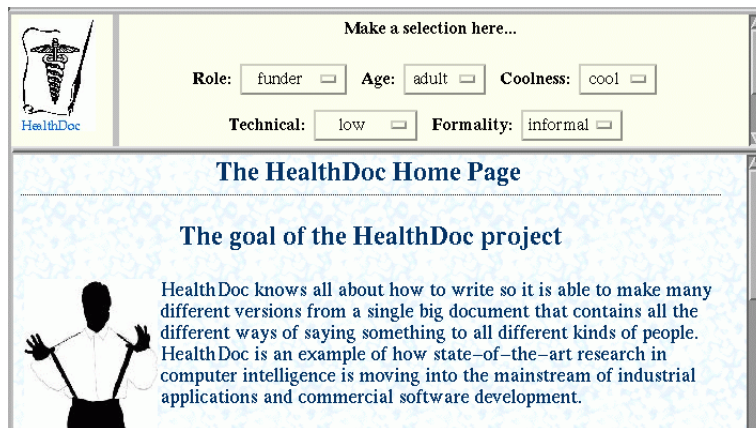 Make a selection here...
Role: funder Age: adult Coolness: cool
Technical: low Formality: informal
HealthDoc
The HealthDoc Home Page
The goal of the HealthDoc project
HealthDoc knows all about how to write so it is able to make many
different versions from a single big document that contains all the
different ways of saying something to all different kinds of people.
HealthDoc is an example of how state-of-the-art research in
computer intelligence is moving into the mainstream of industrial
applications and commercial software development.